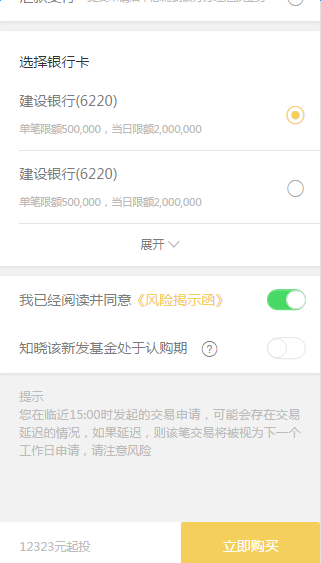 选择银行卡
建设银行(6220)
单笔限额500,000，当日限额2,000,000
建设银行(6220)
单笔限额500,000，当日限额2,000,000
展开
我已经阅读并同意《风险揭示函》
知晓该新发基金处于认购期 ?
提示
您在临近15:00时发起的交易申请，可能会存在交易
延迟的情况，如果延迟，则该笔交易将被视为下一个
工作日申请，请注意风险
12323元起投
立即购买